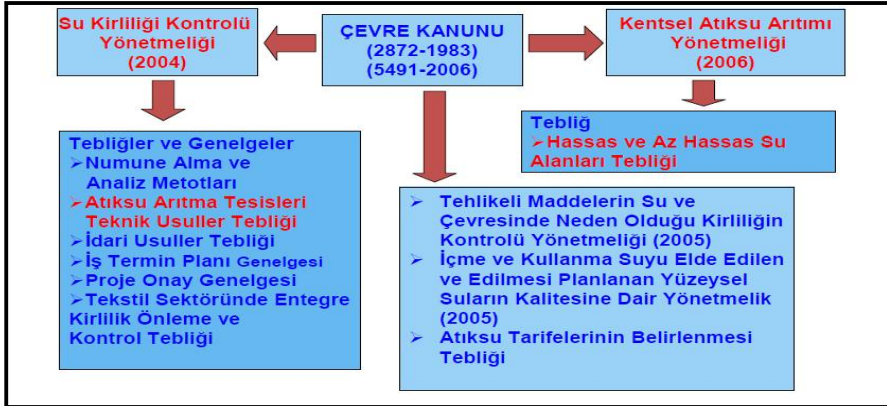 Su Kirliliği Kontrolü
Yönetmeliği
(2004)
ÇEVRE KANUNU
(2872-1983)
(5491-2006)
Kentsel Atıksu Arıtımı
Yönetmeliği
(2006)
Tebliğler ve Genelgeler
➢Numune Alma ve
Analiz Metotları
➢Atıksu Arıtma Tesisleri
Teknik Usuller Tebliği
➢İdari Usuller Tebliği
➢İş Termin Planı Genelgesi
➢Proje Onay Genelgesi
➢Tekstil Sektöründe Entegre
Kirlilik Önleme ve
Kontrol Tebliği
Tebliğ
➢Hassas ve Az Hassas Su
Alanları Tebliği
➢ Tehlikeli Maddelerin Su ve
Çevresinde Neden Olduğu Kirliliğin
Kontrolü Yönetmeliği (2005)
➢ İçme ve Kullanma Suyu Elde Edilen
ve Edilmesi Planlanan Yüzeysel
Suların Kalitesine Dair Yönetmelik
(2005)
➢ Atıksu Tarifelerinin Belirlenmesi
Tebliği